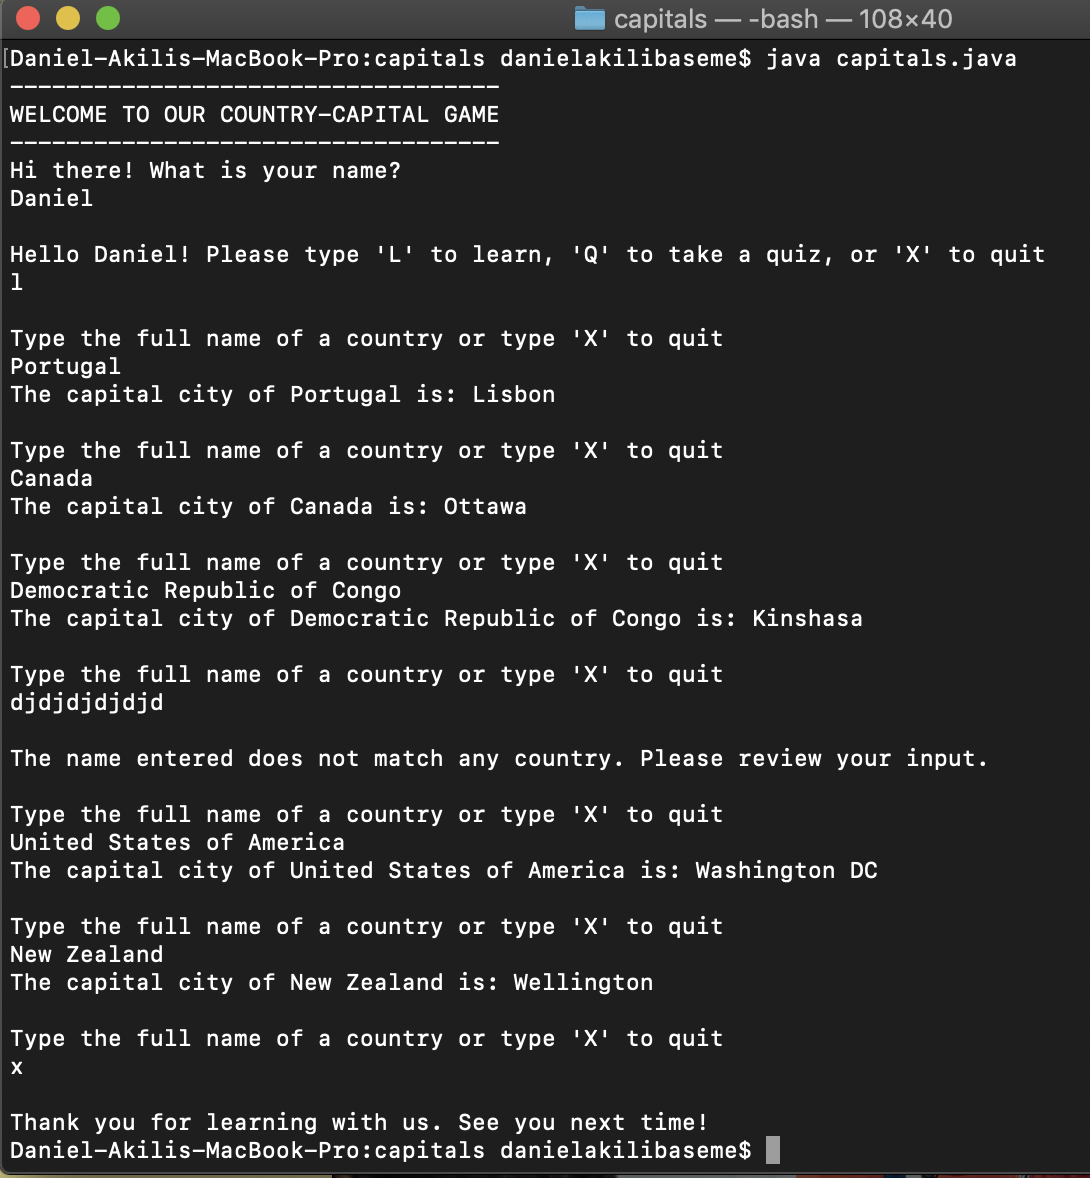 capitals — -bash — 108×40
Daniel-Akilis-MacBook-Pro:capitals danielakilibaseme$ java capitals.java
-----------------------------------
WELCOME TO OUR COUNTRY-CAPITAL GAME
-----------------------------------
Hi there! What is your name?
Daniel
Hello Daniel! Please type 'L' to learn, 'Q' to take a quiz, or 'X' to quit
l
Type the full name of a country or type 'X' to quit
Portugal
The capital city of Portugal is: Lisbon
Type the full name of a country or type 'X' to quit
Canada
The capital city of Canada is: Ottawa
Type the full name of a country or type 'X' to quit
Democratic Republic of Congo
The capital city of Democratic Republic of Congo is: Kinshasa
Type the full name of a country or type 'X' to quit
djdjdjdjdjd
The name entered does not match any country. Please review your input.
Type the full name of a country or type 'X' to quit
United States of America
The capital city of United States of America is: Washington DC
Type the full name of a country or type 'X' to quit
New Zealand
The capital city of New Zealand is: Wellington
Type the full name of a country or type 'X' to quit
x
Thank you for learning with us. See you next time!
Daniel-Akilis-MacBook-Pro:capitals danielakilibaseme$